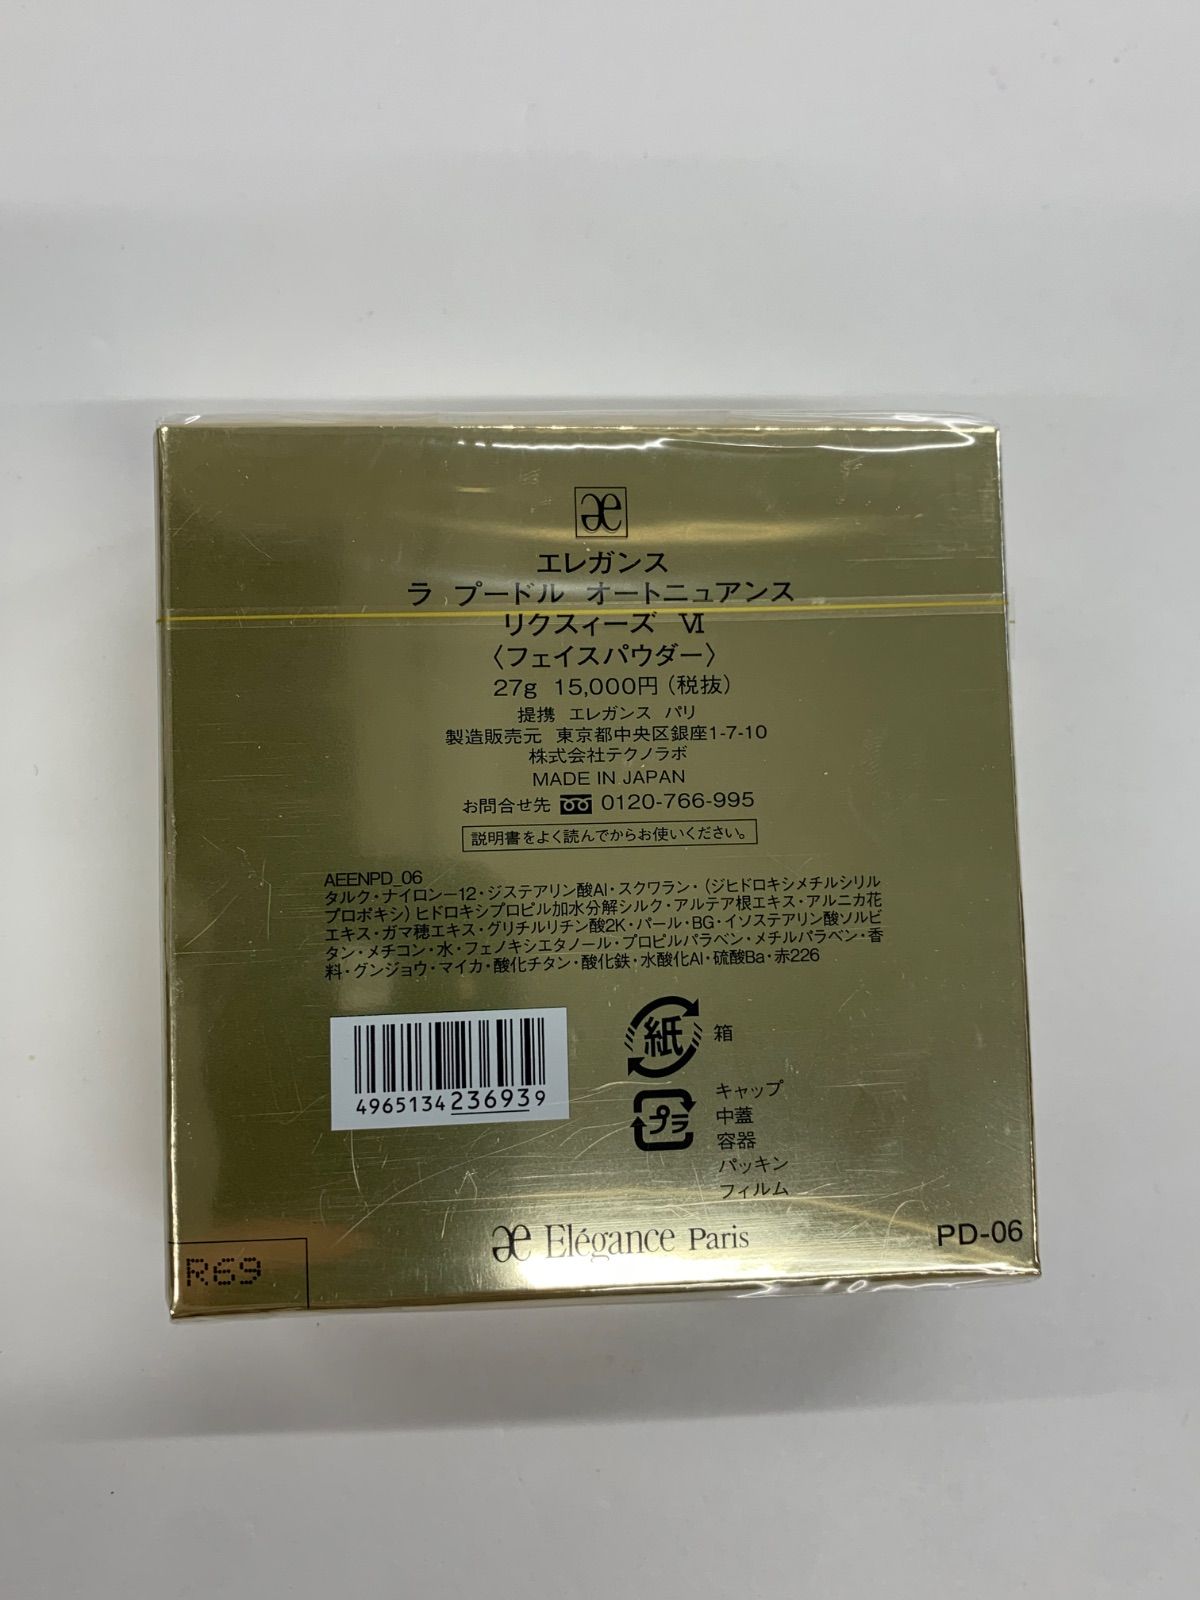 æ
エレガンス
ラ プードル オートニュアンス
リクスィーズ Ⅵ
〈フェイスパウダー〉
27g 15,000円（税抜）
提携 エレガンス パリ
製造販売元 東京都中央区銀座1-7-10
株式会社テクノラボ
MADE IN JAPAN
お問合せ先 0120-766-995
説明書をよく読んでからお使いください。
AEENPD_06
タルク・ナイロン－12・ジステアリン酸Al・スクワラン・（ジヒドロキシメチルシリル
プロポキシ）ヒドロキシプロピル加水分解シルク・アルテア根エキス・アルニカ花
エキス・ガマ穂エキス・グリチルリチン酸2K・パール・BG・イソステアリン酸ソルビ
タン・メチコン・水・フェノキシエタノール・プロピルパラベン・メチルパラベン・香
料・グンジョウ・マイカ・酸化チタン・酸化鉄・水酸化Al・硫酸Ba・赤226
4965134236939
紙 箱
プラ キャップ
中蓋
容器
パッキン
フィルム
æ Elégance Paris
PD-06
R69